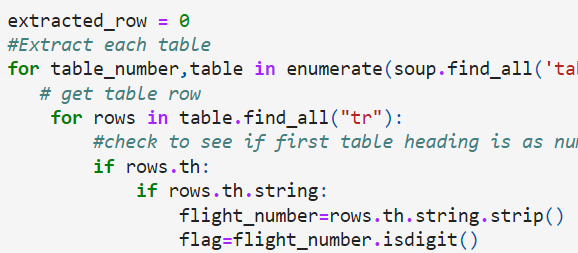 extracted_row = 0
#Extract each table
for table_number,table in enumerate(soup.find_all('ta
# get table row
for rows in table.find_all("tr"):
#check to see if first table heading is as
if rows.th:
if rows.th.string:
flight_number=rows.th.string.strip()
flag=flight_number.isdigit()